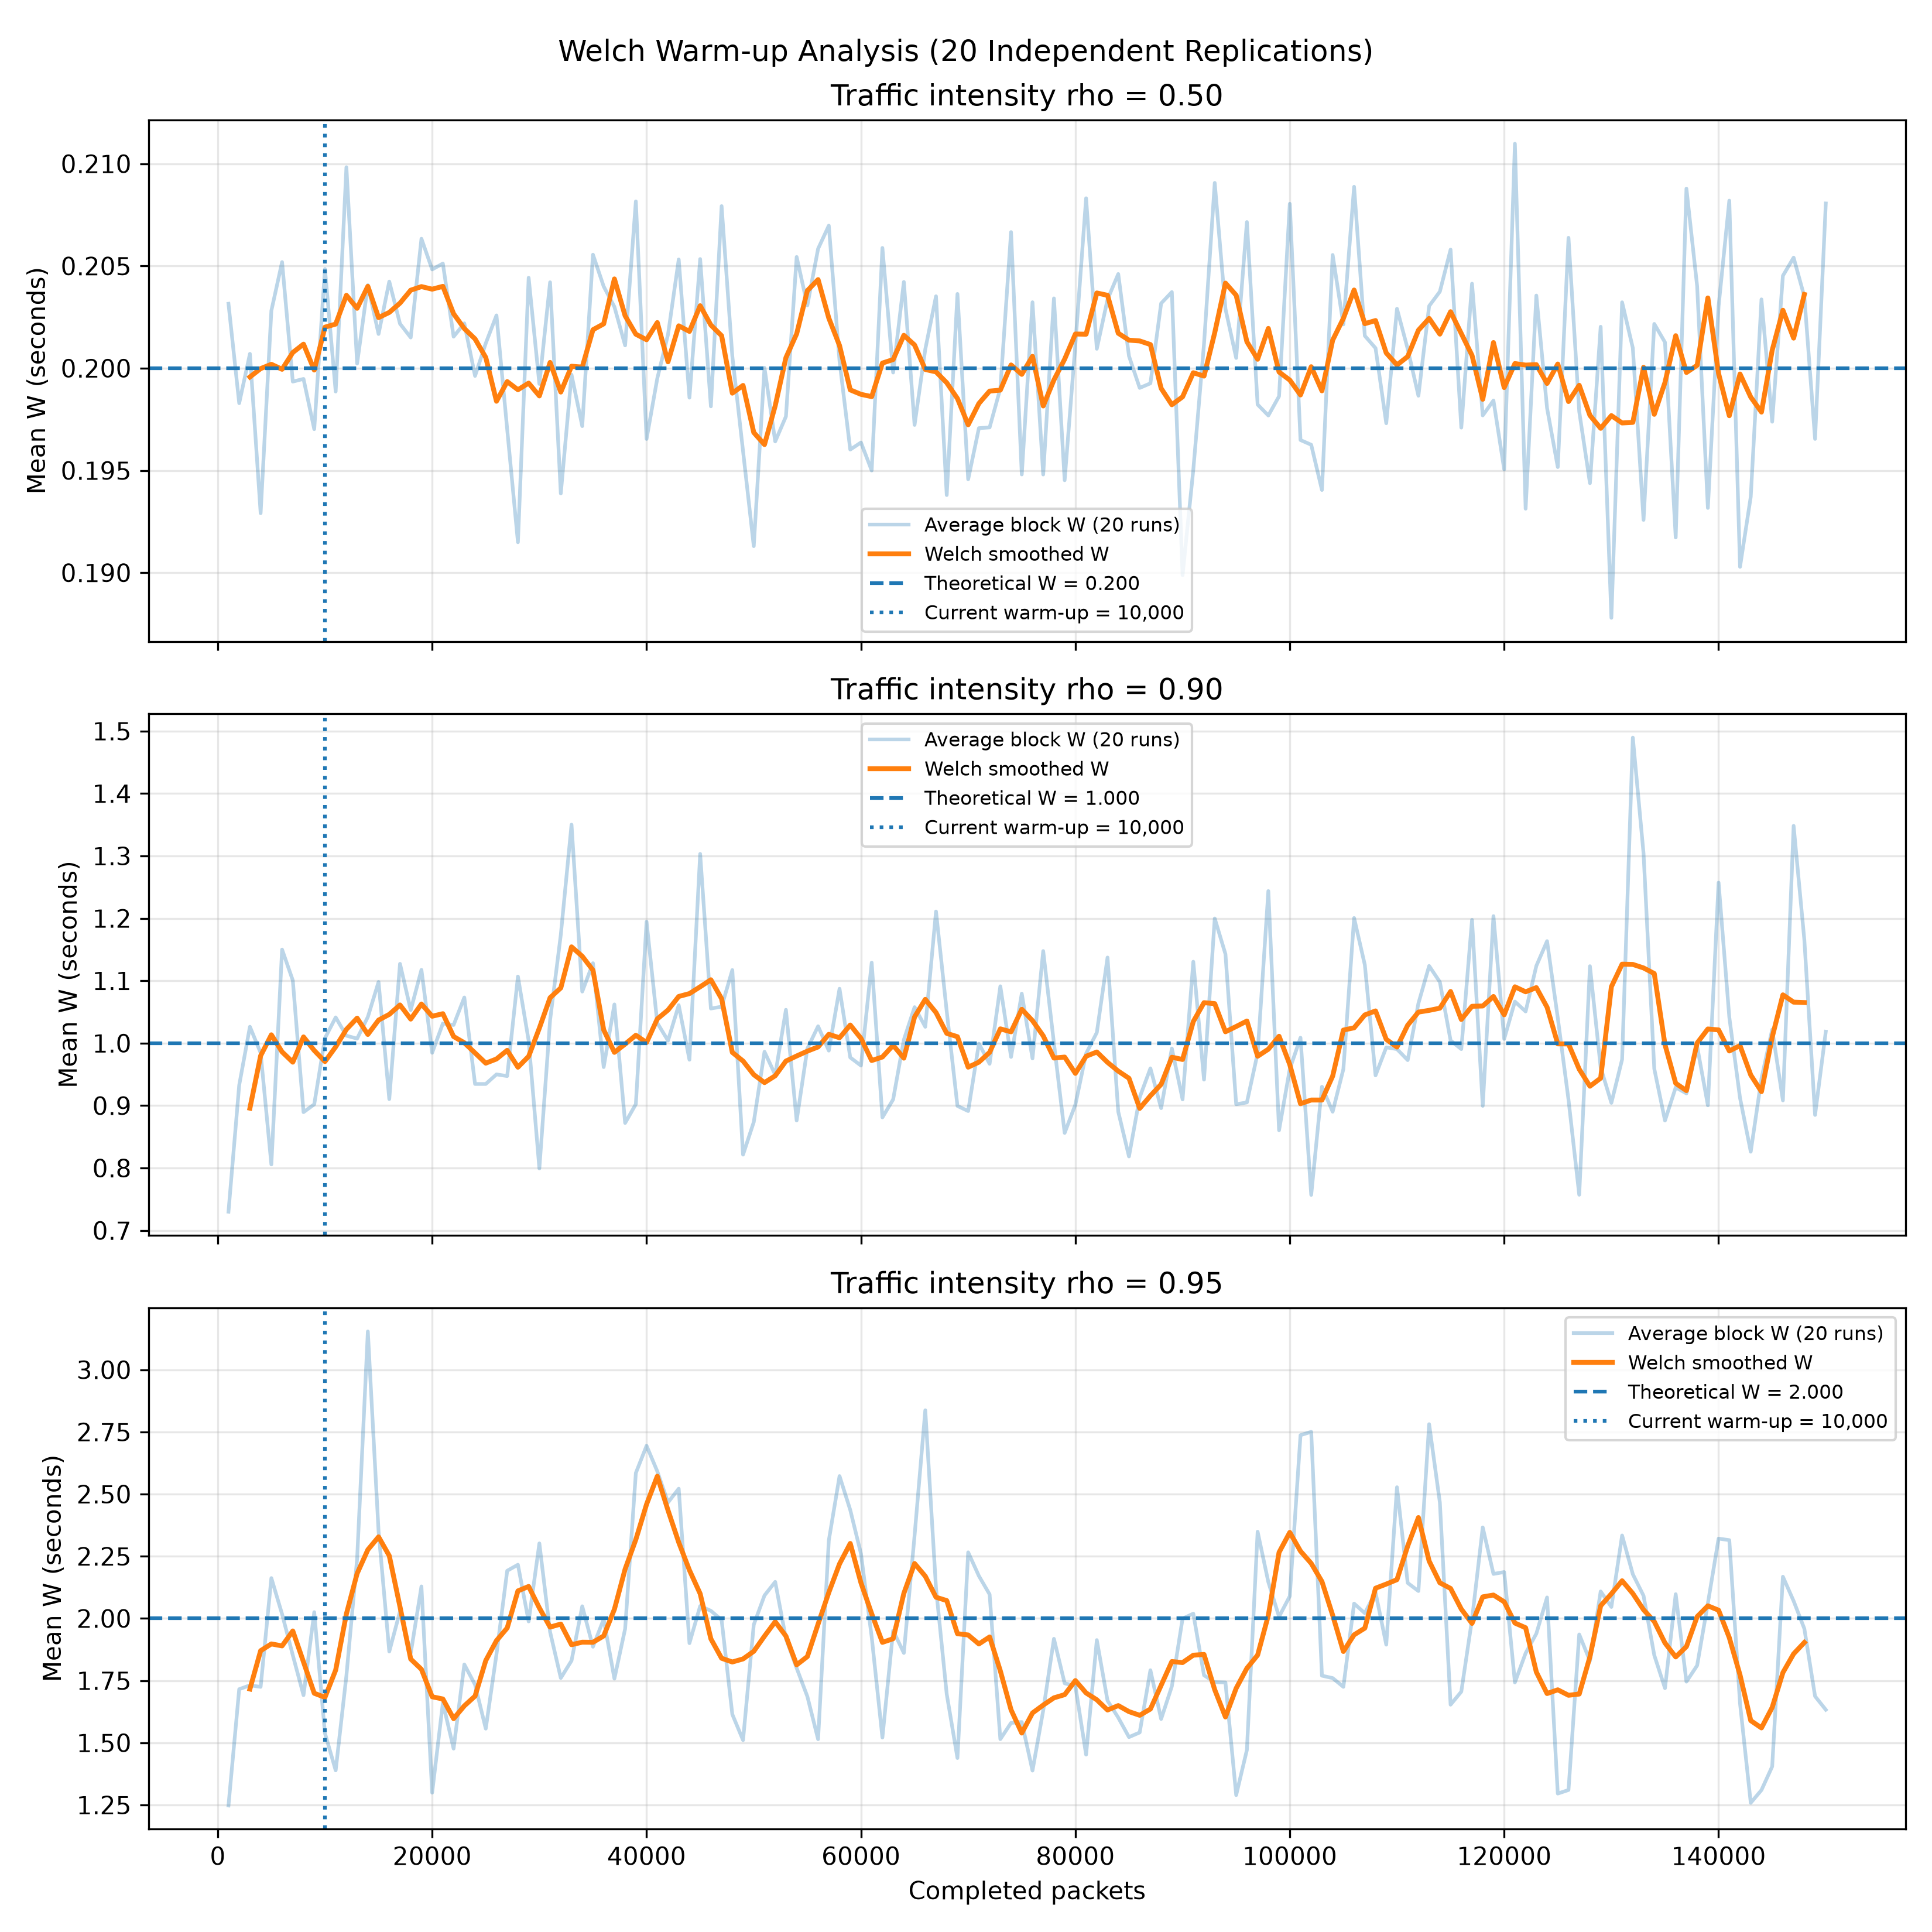 Welch Warm-up Analysis (20 Independent Replications)
Traffic intensity rho = 0.50
0.210
0.205
0.200
0.195
0.190
Mean W (seconds)
Average block W (20 runs)
Welch smoothed W
Theoretical W = 0.200
Current warm-up = 10,000
Traffic intensity rho = 0.90
1.5
1.4
1.3
1.2
1.1
1.0
0.9
0.8
0.7
Mean W (seconds)
Average block W (20 runs)
Welch smoothed W
Theoretical W = 1.000
Current warm-up = 10,000
Traffic intensity rho = 0.95
3.00
2.75
2.50
2.25
2.00
1.75
1.50
1.25
Mean W (seconds)
Average block W (20 runs)
Welch smoothed W
Theoretical W = 2.000
Current warm-up = 10,000
0 20000 40000 60000 80000 100000 120000 140000
Completed packets